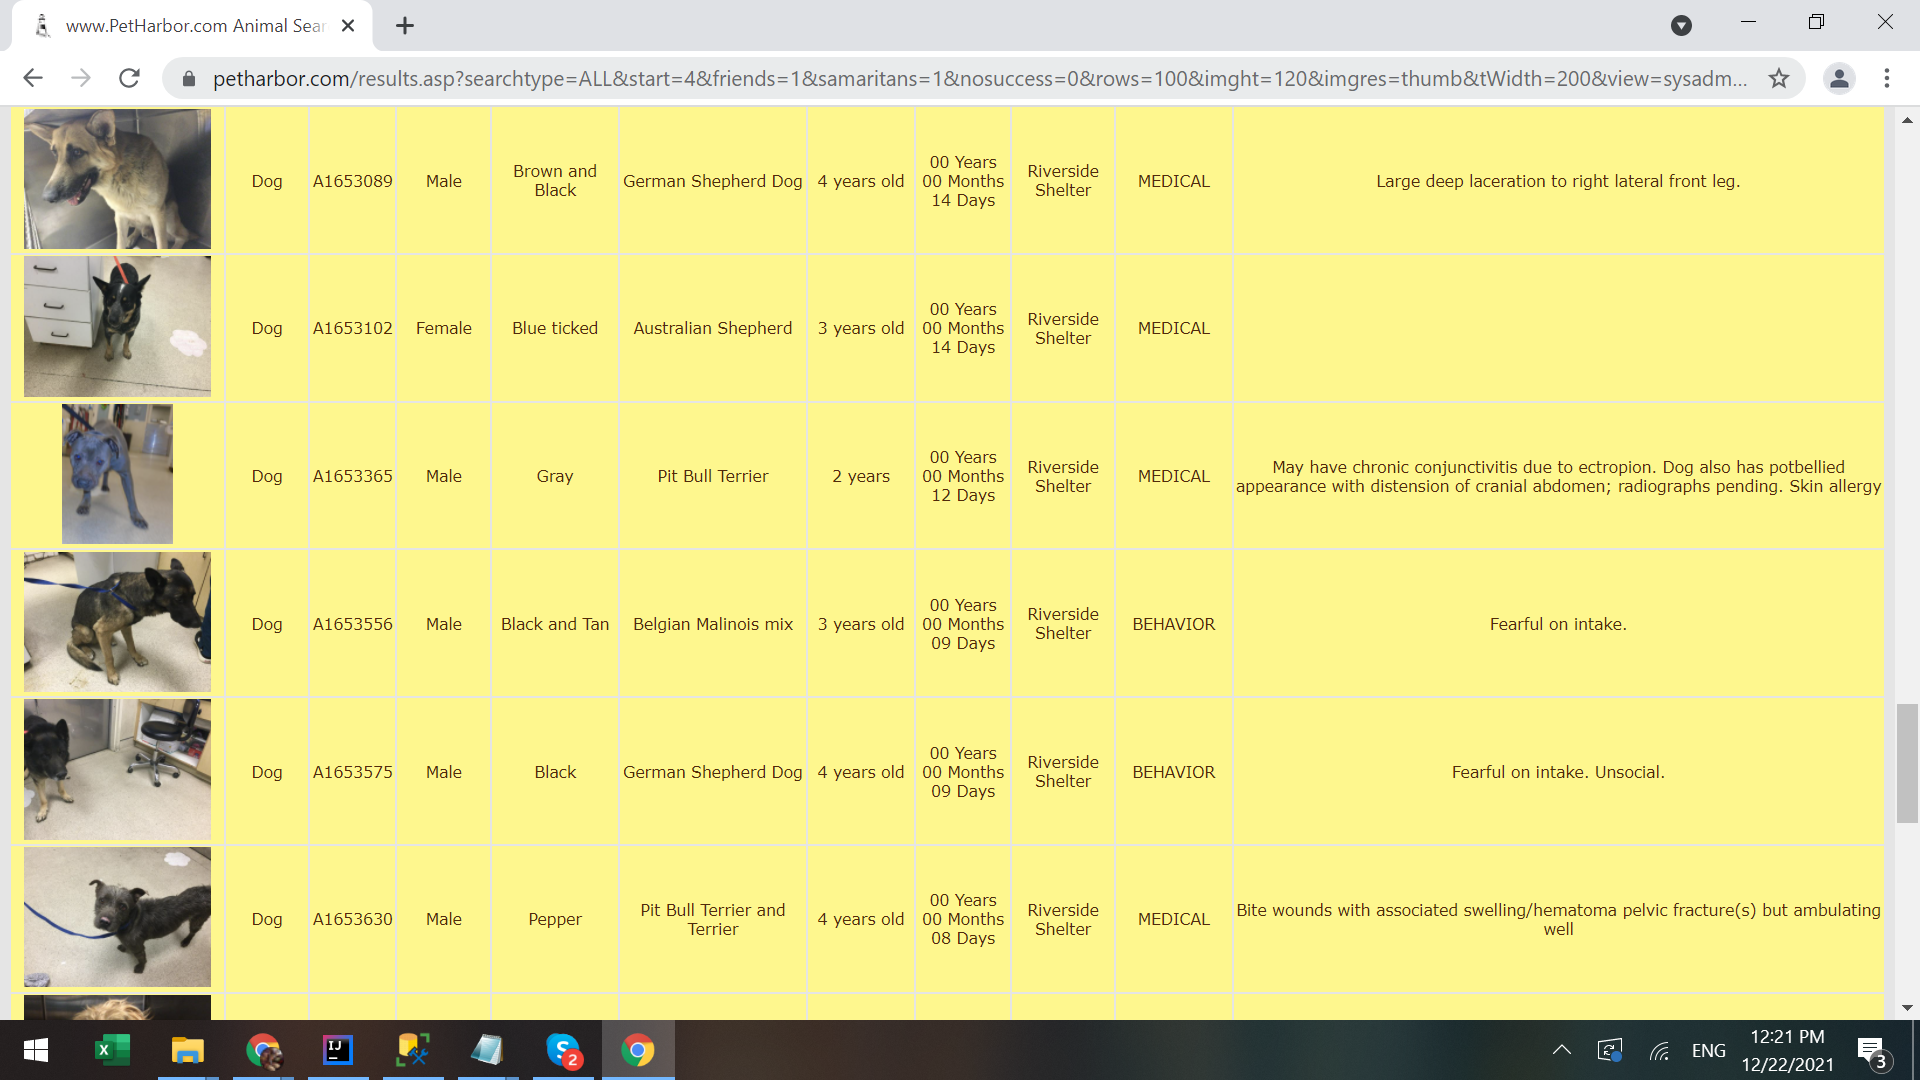 www.PetHarbor.com Animal Sear
petharbor.com/results.asp?searchtype=ALL&start=4&friends=1&samaritans=1&nosuccess=0&rows=100&imght=120&imgres=thumb&tWidth=200&view=sysadm...
Dog A1653089 Male Brown and Black German Shepherd Dog 4 years old 00 Years 00 Months 14 Days Riverside Shelter MEDICAL Large deep laceration to right lateral front leg.
Dog A1653102 Female Blue ticked Australian Shepherd 3 years old 00 Years 00 Months 14 Days Riverside Shelter MEDICAL
Dog A1653365 Male Gray Pit Bull Terrier 2 years 00 Years 00 Months 12 Days Riverside Shelter MEDICAL May have chronic conjunctivitis due to ectropion. Dog also has potbellied appearance with distension of cranial abdomen; radiographs pending. Skin allergy
Dog A1653556 Male Black and Tan Belgian Malinois mix 3 years old 00 Years 00 Months 09 Days Riverside Shelter BEHAVIOR Fearful on intake.
Dog A1653575 Male Black German Shepherd Dog 4 years old 00 Years 00 Months 09 Days Riverside Shelter BEHAVIOR Fearful on intake. Unsocial.
Dog A1653630 Male Pepper Pit Bull Terrier and Terrier 4 years old 00 Years 00 Months 08 Days Riverside Shelter MEDICAL Bite wounds with associated swelling/hematoma pelvic fracture(s) but ambulating well
X
IJ
S
2
ENG
12:21 PM
12/22/2021
3